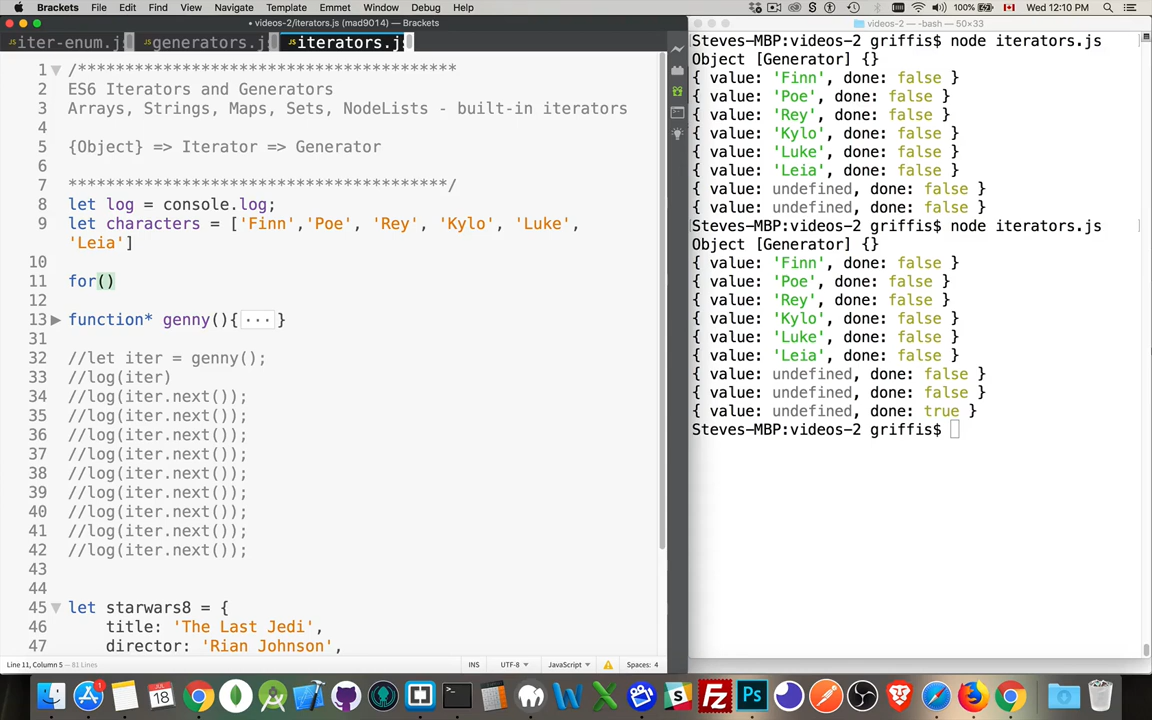 Brackets File Edit Find View Navigate Template Emmet Window Debug Help 100% Wed 12:10 PM
• videos-2/iterators.js (mad9014) — Brackets
videos-2 — -bash — 50×33
iter-enum.j generators.j iterators.j
1 /****************************************
2 ES6 Iterators and Generators
3 Arrays, Strings, Maps, Sets, NodeLists - built-in iterators
4
5 {Object} => Iterator => Generator
6
7 ****************************************/
8 let log = console.log;
9 let characters = ['Finn','Poe', 'Rey', 'Kylo', 'Luke',
'Leia']
10
11 for()
12
13 function* genny(){...}
31
32 //let iter = genny();
33 //log(iter)
34 //log(iter.next());
35 //log(iter.next());
36 //log(iter.next());
37 //log(iter.next());
38 //log(iter.next());
39 //log(iter.next());
40 //log(iter.next());
41 //log(iter.next());
42 //log(iter.next());
43
44
45 let starwars8 = {
46 title: 'The Last Jedi',
47 director: 'Rian Johnson',
Line 11, Column 5 — 81 Lines INS UTF-8 JavaScript Spaces: 4
Steves-MBP:videos-2 griffis$ node iterators.js
Object [Generator] {}
{ value: 'Finn', done: false }
{ value: 'Poe', done: false }
{ value: 'Rey', done: false }
{ value: 'Kylo', done: false }
{ value: 'Luke', done: false }
{ value: 'Leia', done: false }
{ value: undefined, done: false }
{ value: undefined, done: false }
Steves-MBP:videos-2 griffis$ node iterators.js
Object [Generator] {}
{ value: 'Finn', done: false }
{ value: 'Poe', done: false }
{ value: 'Rey', done: false }
{ value: 'Kylo', done: false }
{ value: 'Luke', done: false }
{ value: 'Leia', done: false }
{ value: undefined, done: false }
{ value: undefined, done: false }
{ value: undefined, done: true }
Steves-MBP:videos-2 griffis$